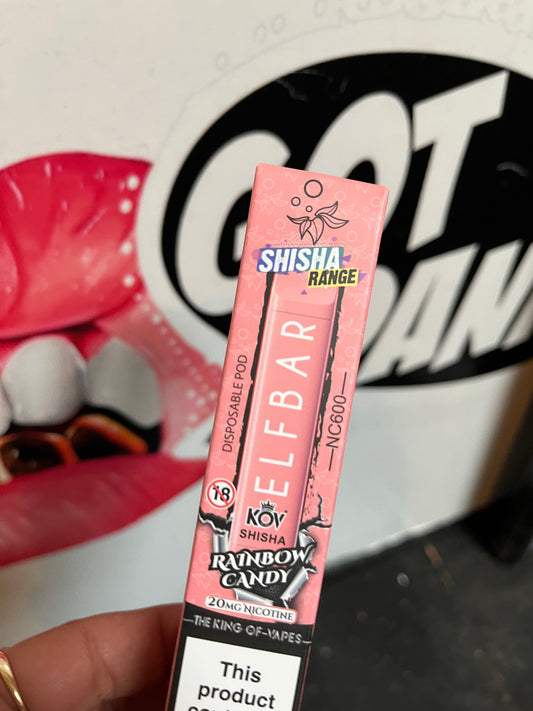 GOT
SHISHA
RANGE
DISPOSABLE POD
ELFBAR
—NC600—
18
KOV
SHISHA
RAINBOW
CANDY
20MG NICOTINE
—THE KING OF-VAPES—
This
product